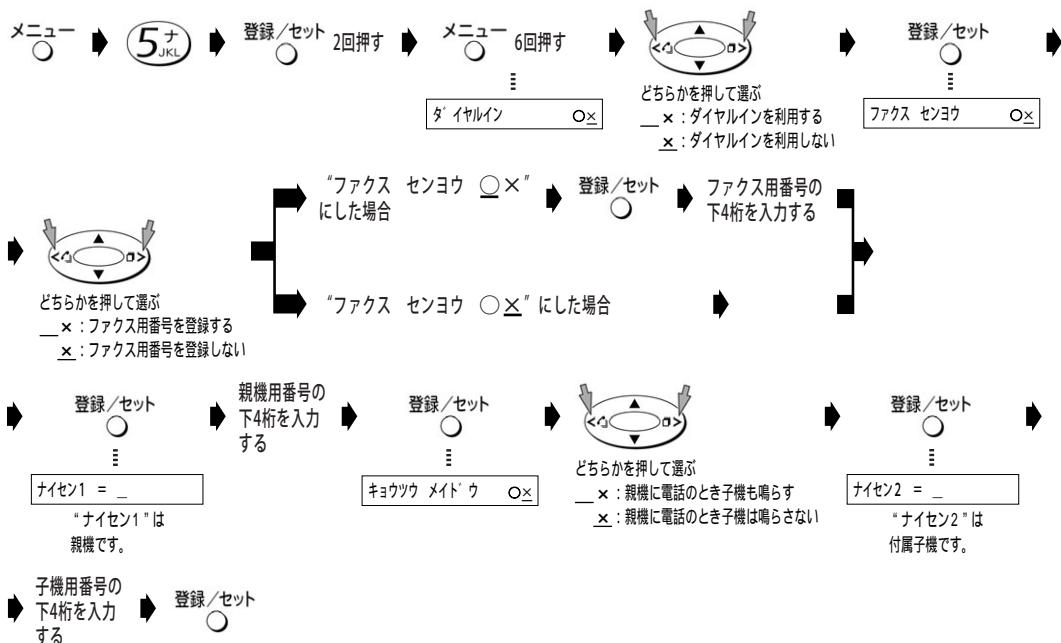 メニュー
5ナ
JKL
登録／セット 2回押す
メニュー 6回押す
ダイヤルイン ○×
どちらかを押して選ぶ
　×：ダイヤルインを利用する
×：ダイヤルインを利用しない
登録／セット
ファクス センヨウ ○×
どちらかを押して選ぶ
　×：ファクス用番号を登録する
×：ファクス用番号を登録しない
“ファクス センヨウ ○×”
にした場合
登録／セット
ファクス用番号の
下4桁を入力する
“ファクス センヨウ ○×”にした場合
登録／セット
ナイセン1 = _
“ナイセン1”は
親機です。
親機用番号の
下4桁を入力
する
登録／セット
キョウツウ メイドウ ○×
どちらかを押して選ぶ
　×：親機に電話のとき子機も鳴らす
×：親機に電話のとき子機は鳴らさない
登録／セット
ナイセン2 = _
“ナイセン2”は
付属子機です。
子機用番号の
下4桁を入力
する
登録／セット